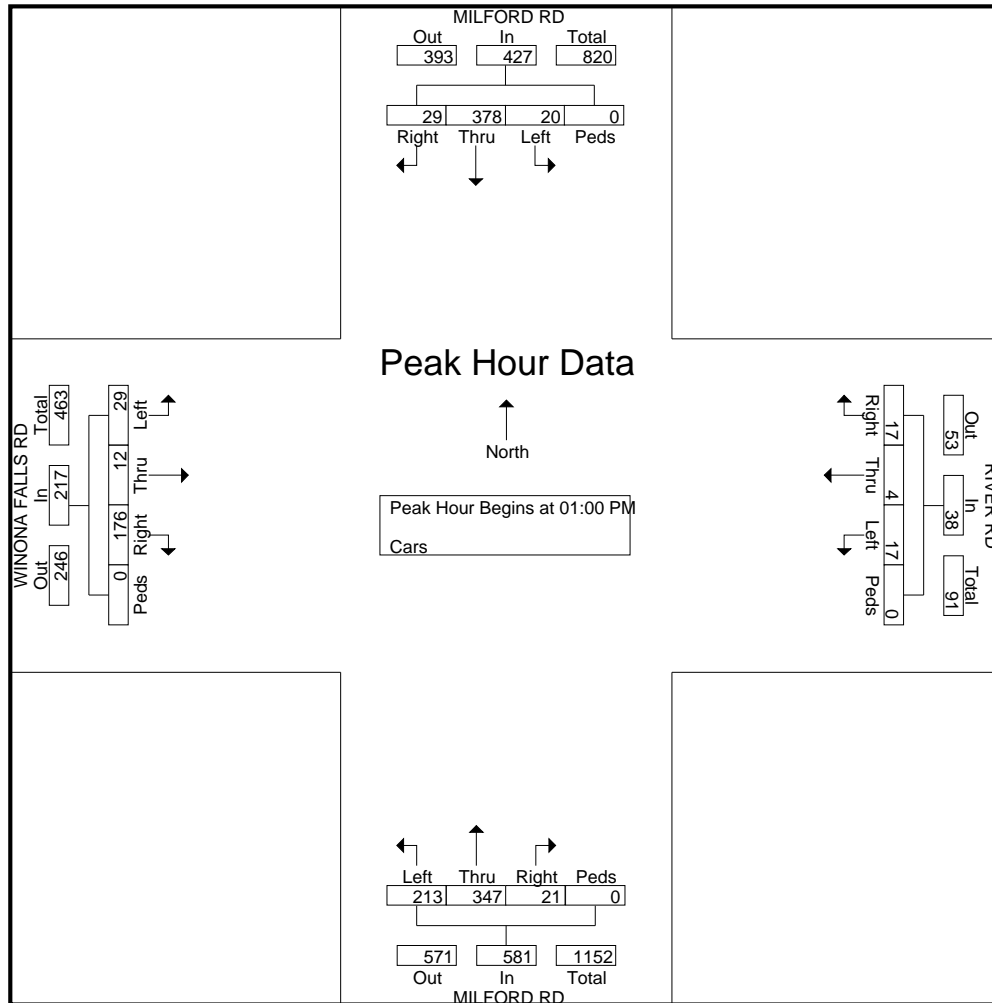 MILFORD RD
Out In Total
393 427 820
29 378 20 0
Right Thru Left Peds
Peak Hour Data
North
Peak Hour Begins at 01:00 PM
Cars
WINONA FALLS RD
Out In Total
246 217 463
0 176 12 29
Peds Right Thru Left
RIVER RD
Out In Total
53 38 91
17 4 17 0
Right Thru Left Peds
Left Thru Right Peds
213 347 21 0
571 581 1152
Out In Total
MILFORD RD